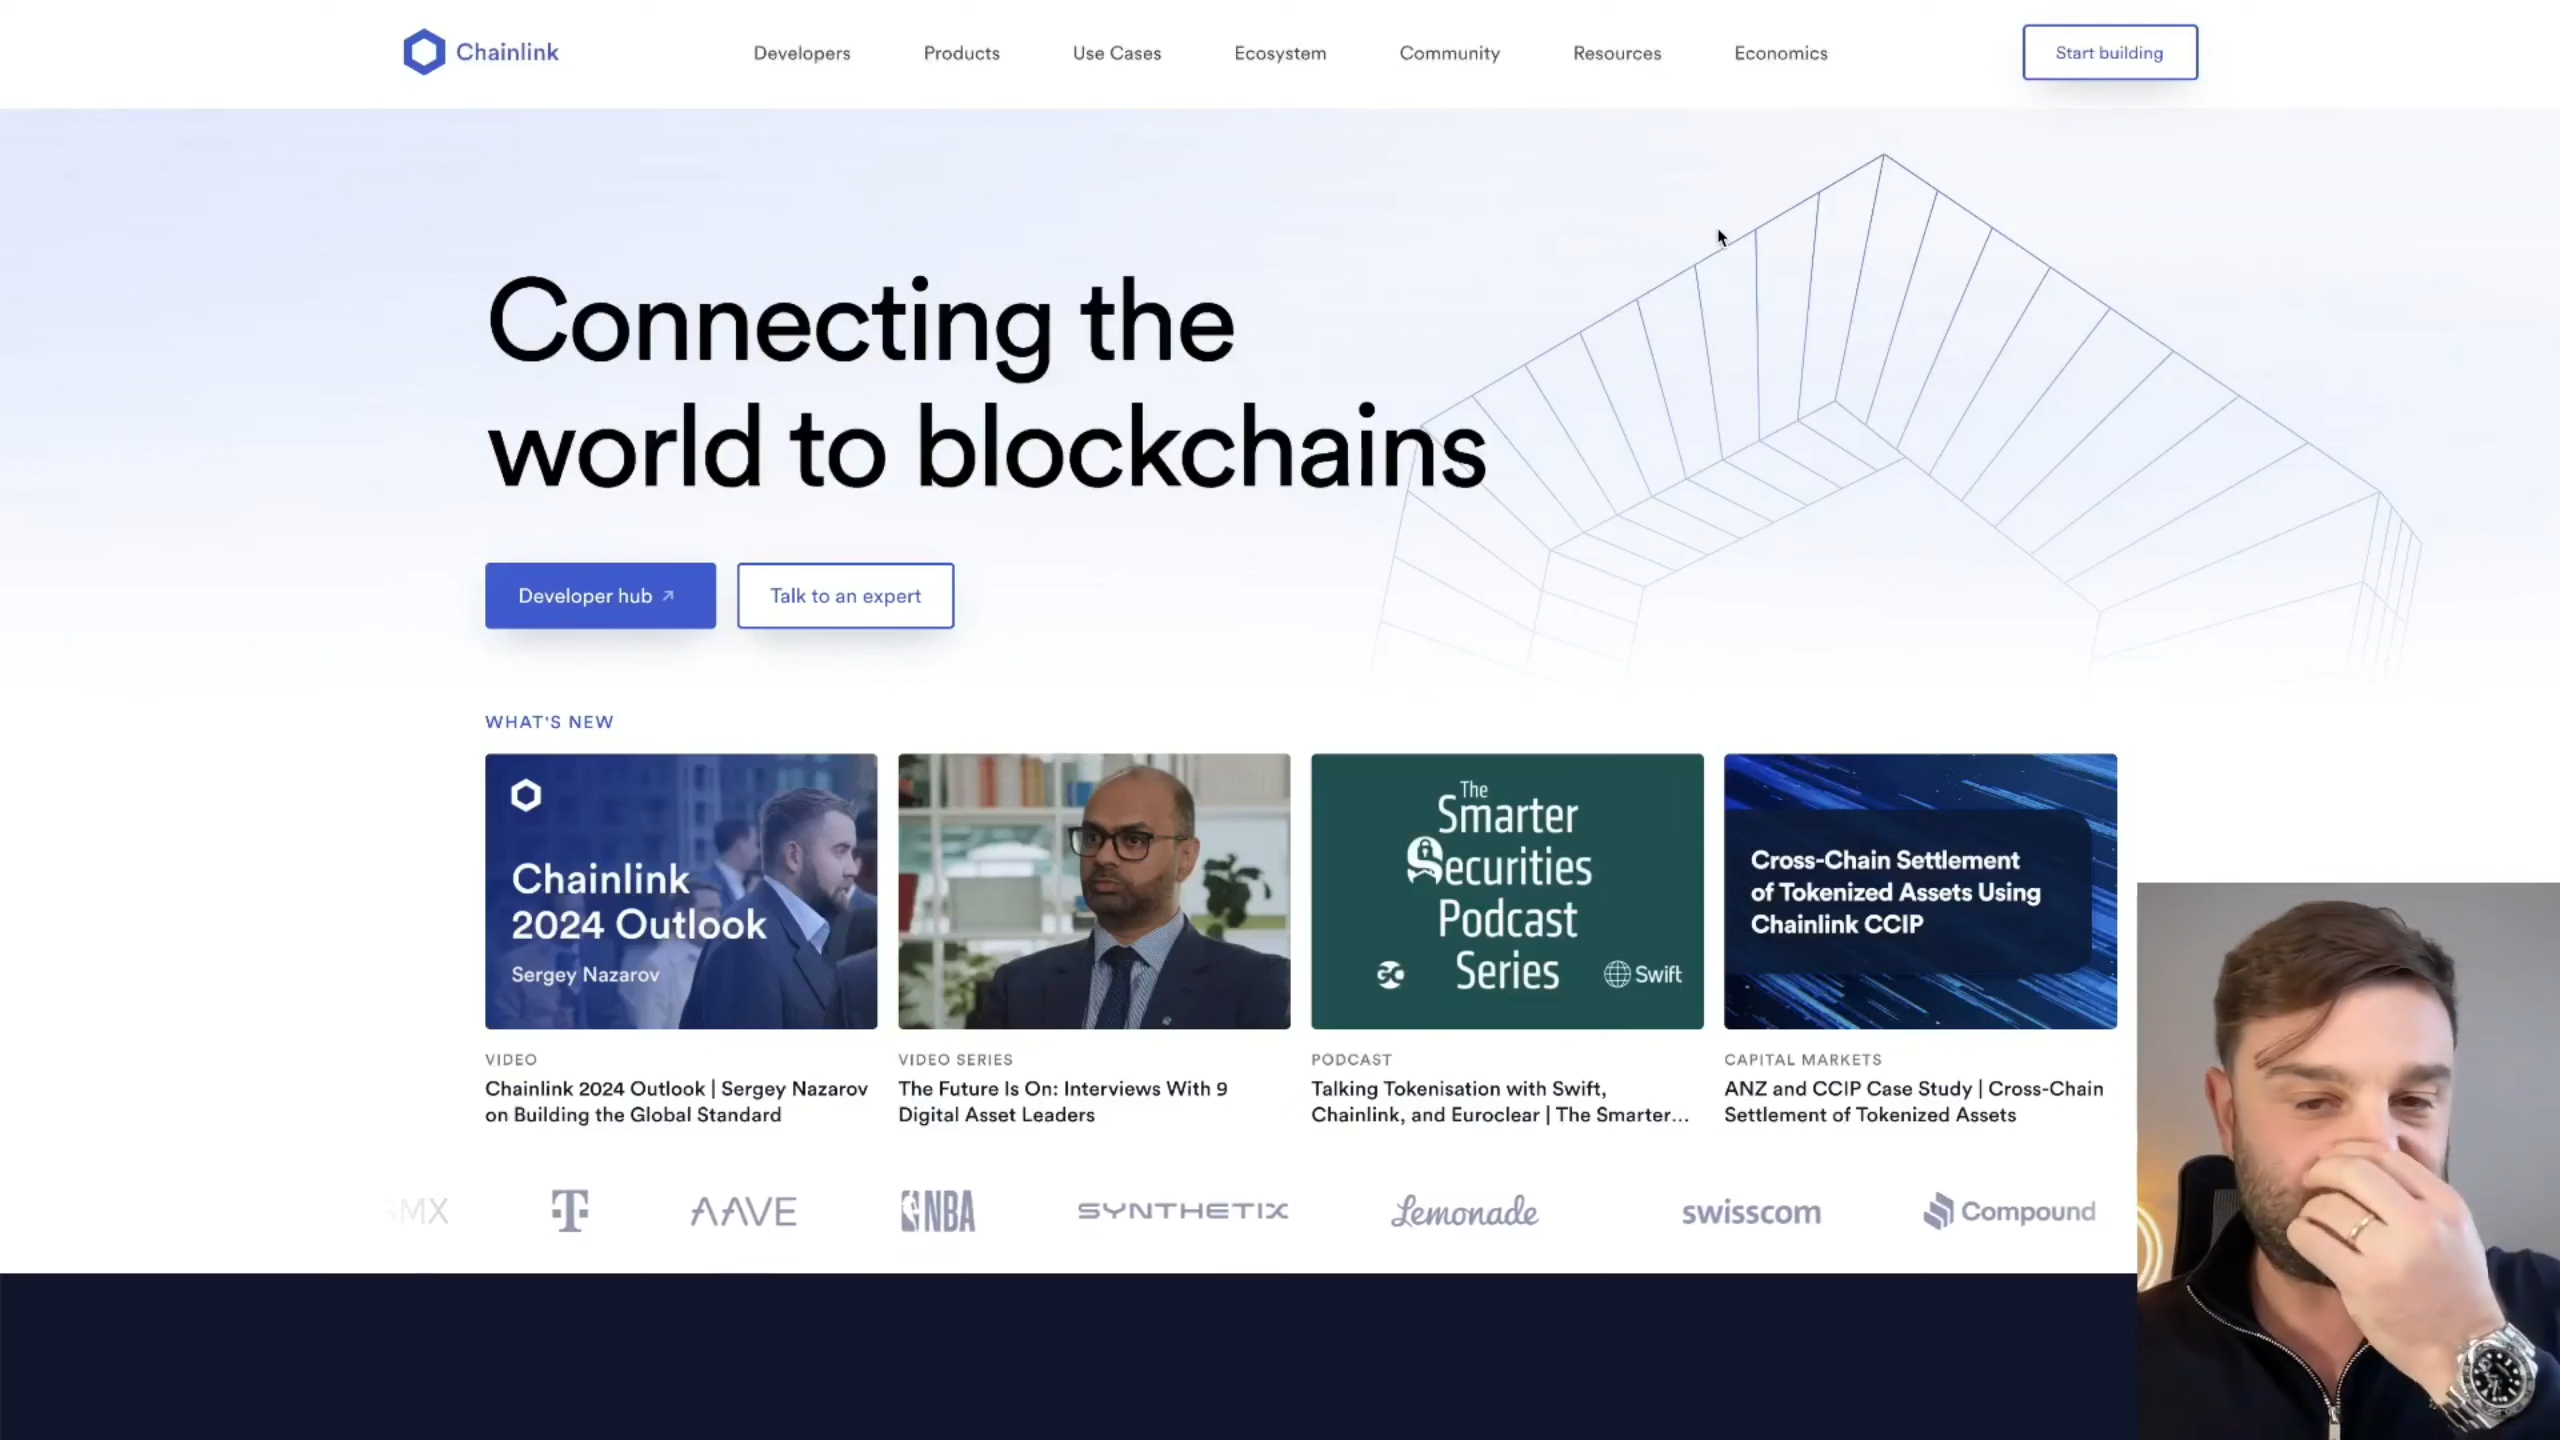 Chainlink
Developers
Products
Use Cases
Ecosystem
Community
Resources
Economics
Start building
Connecting the
world to blockchains
Developer hub ↗
Talk to an expert
WHAT'S NEW
Chainlink
2024 Outlook
Sergey Nazarov
The
Smarter
Securities
Podcast
Series
Swift
Cross-Chain Settlement
of Tokenized Assets Using
Chainlink CCIP
VIDEO
Chainlink 2024 Outlook | Sergey Nazarov
on Building the Global Standard
VIDEO SERIES
The Future Is On: Interviews With 9
Digital Asset Leaders
PODCAST
Talking Tokenisation with Swift,
Chainlink, and Euroclear | The Smarter...
CAPITAL MARKETS
ANZ and CCIP Case Study | Cross-Chain
Settlement of Tokenized Assets
GMX
T
AAVE
NBA
SYNTHETIX
Lemonade
swisscom
Compound